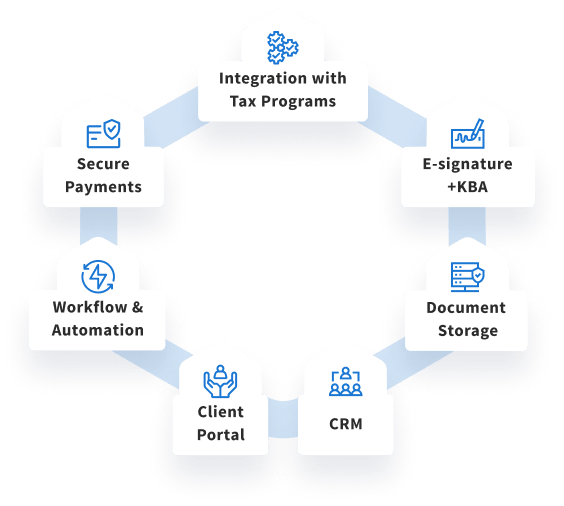 Integration with
Tax Programs
Secure
Payments
E-signature
+KBA
Workflow &
Automation
Document
Storage
Client
Portal
CRM